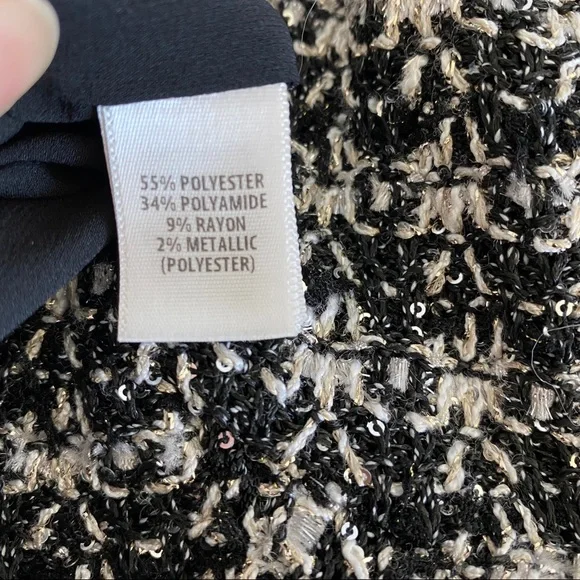 55% POLYESTER
34% POLYAMIDE
9% RAYON
2% METALLIC
(POLYESTER)